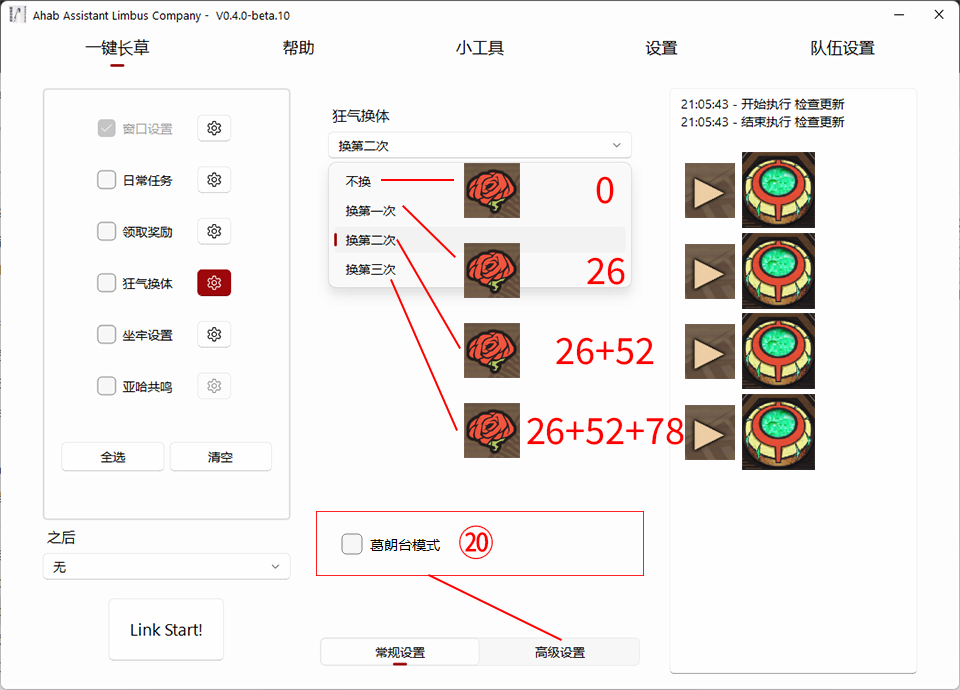 Ahab Assistant Limbus Company - V0.4.0-beta.10
一键长草 帮助 小工具 设置 队伍设置
窗口设置
日常任务
领取奖励
狂气换体
坐牢设置
亚哈共鸣
全选 清空
之后
无
Link Start!
狂气换体
换第二次
不换 0
换第一次 26
换第二次 26+52
换第三次 26+52+78
葛朗台模式 ⑳
常规设置 高级设置
21:05:43 - 开始执行 检查更新
21:05:43 - 结束执行 检查更新